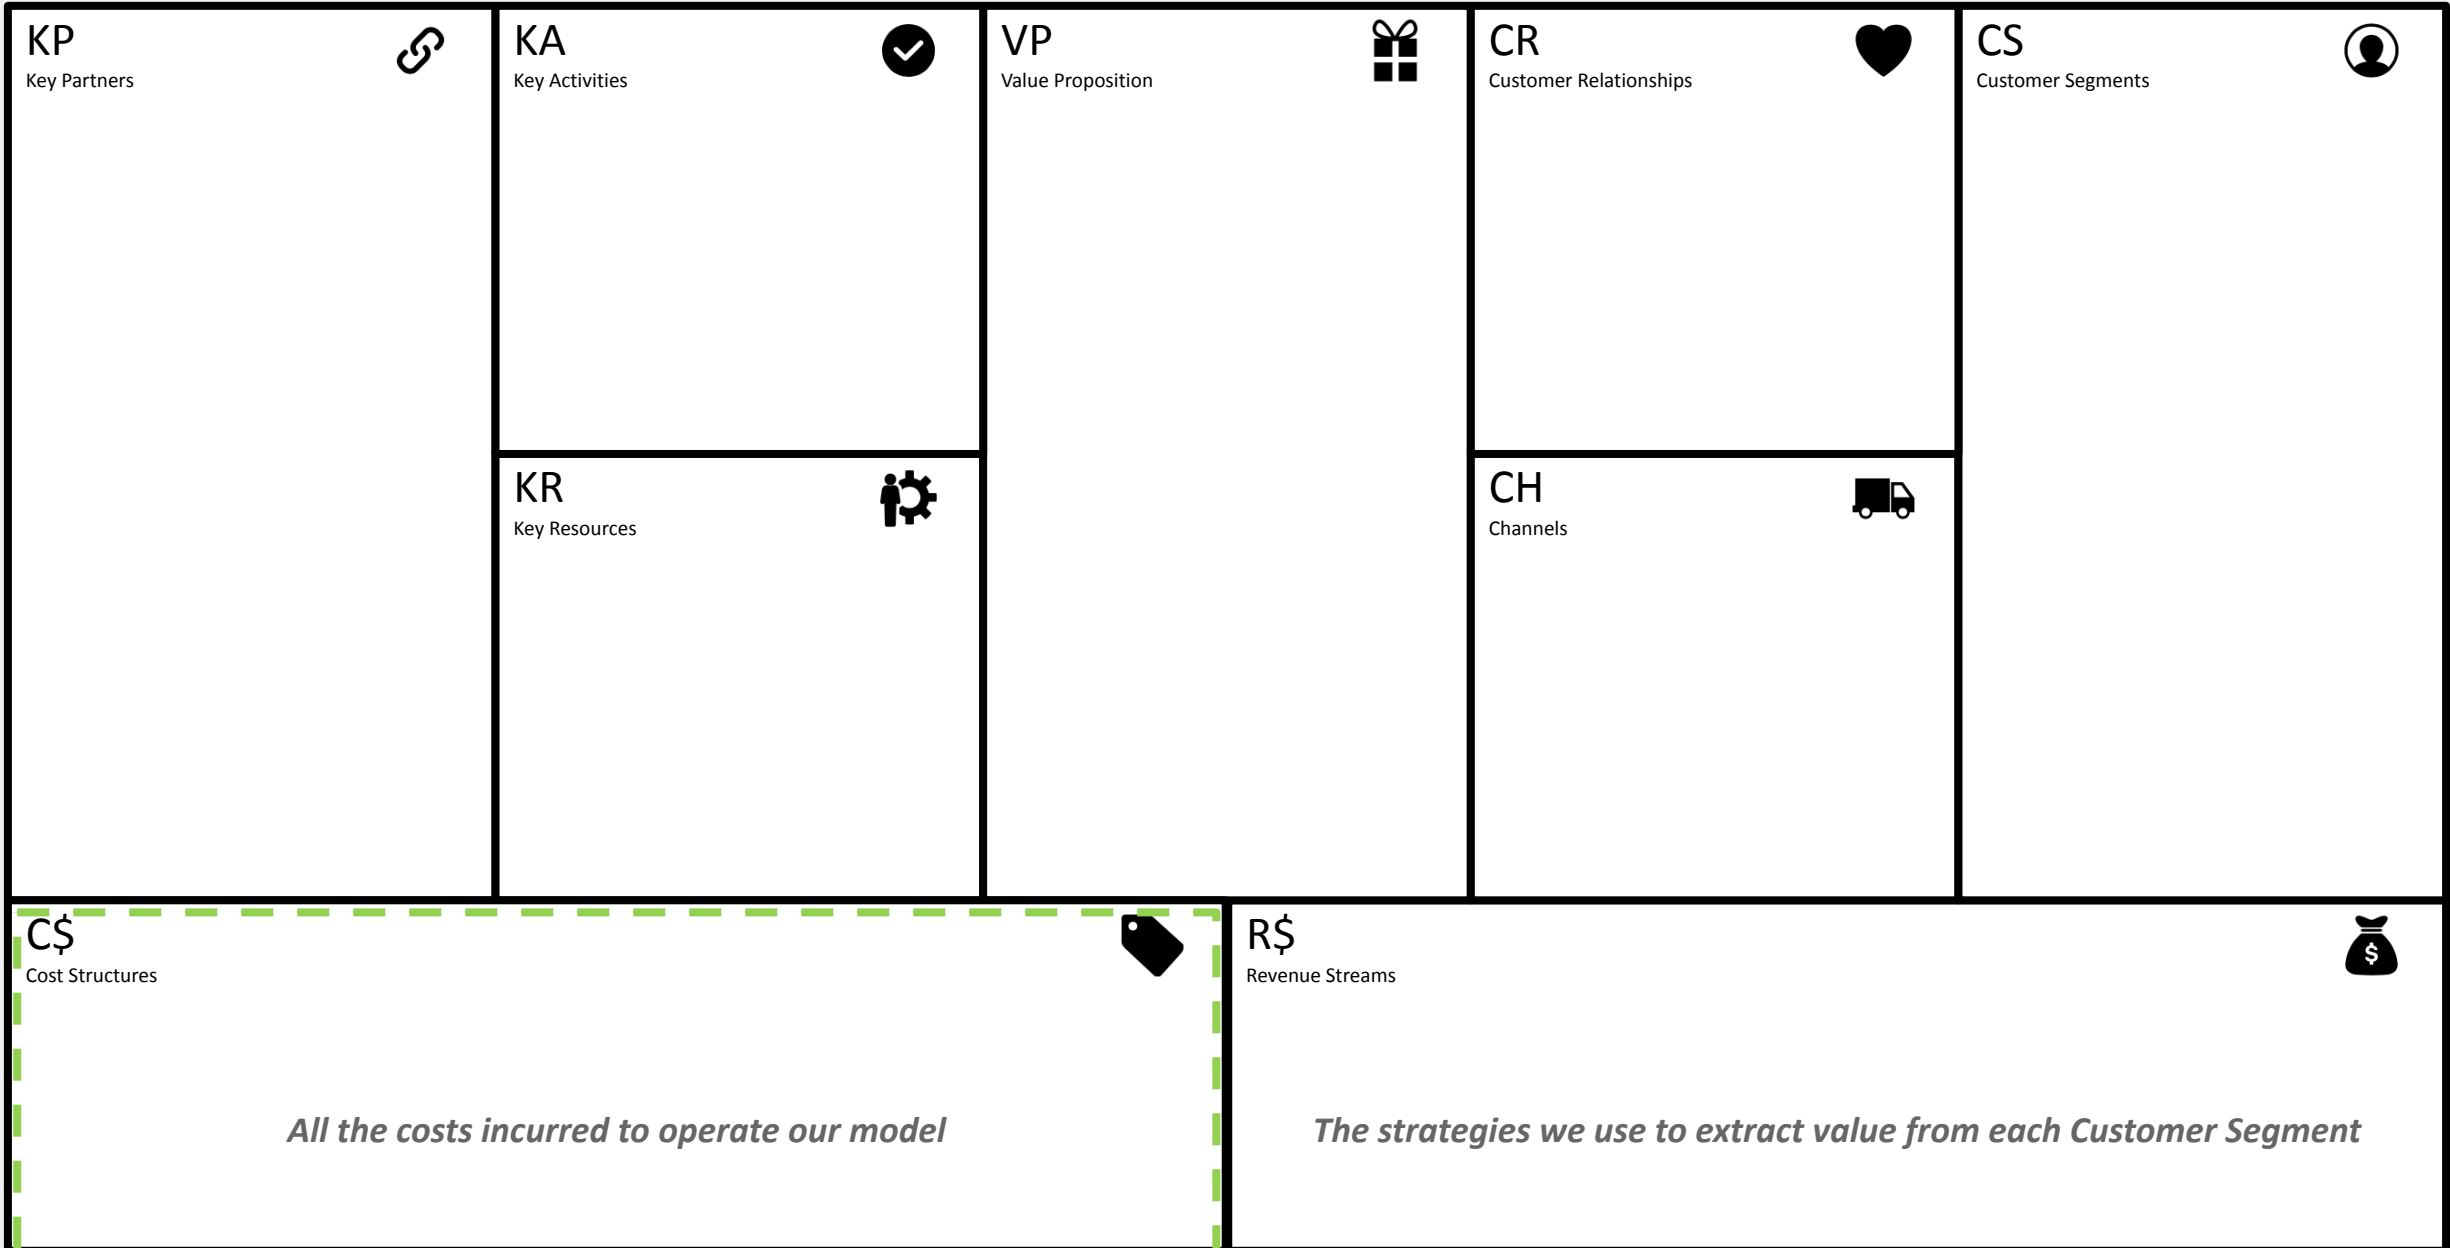 KP
Key Partners
KA
Key Activities
KR
Key Resources
VP
Value Proposition
CR
Customer Relationships
CH
Channels
CS
Customer Segments
C$
Cost Structures
All the costs incurred to operate our model
R$
Revenue Streams
$
The strategies we use to extract value from each Customer Segment